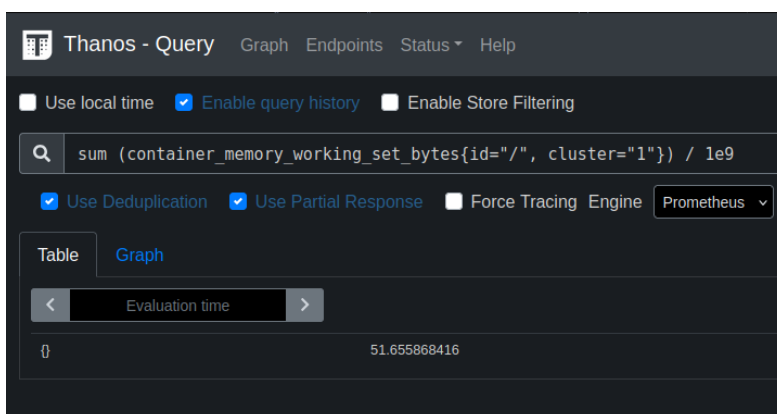 Thanos - Query Graph Endpoints Status Help
Use local time Enable query history Enable Store Filtering
sum (container_memory_working_set_bytes{id="/", cluster="1"}) / 1e9
Use Deduplication Use Partial Response Force Tracing Engine Prometheus
Table Graph
Evaluation time
{} 51.655868416